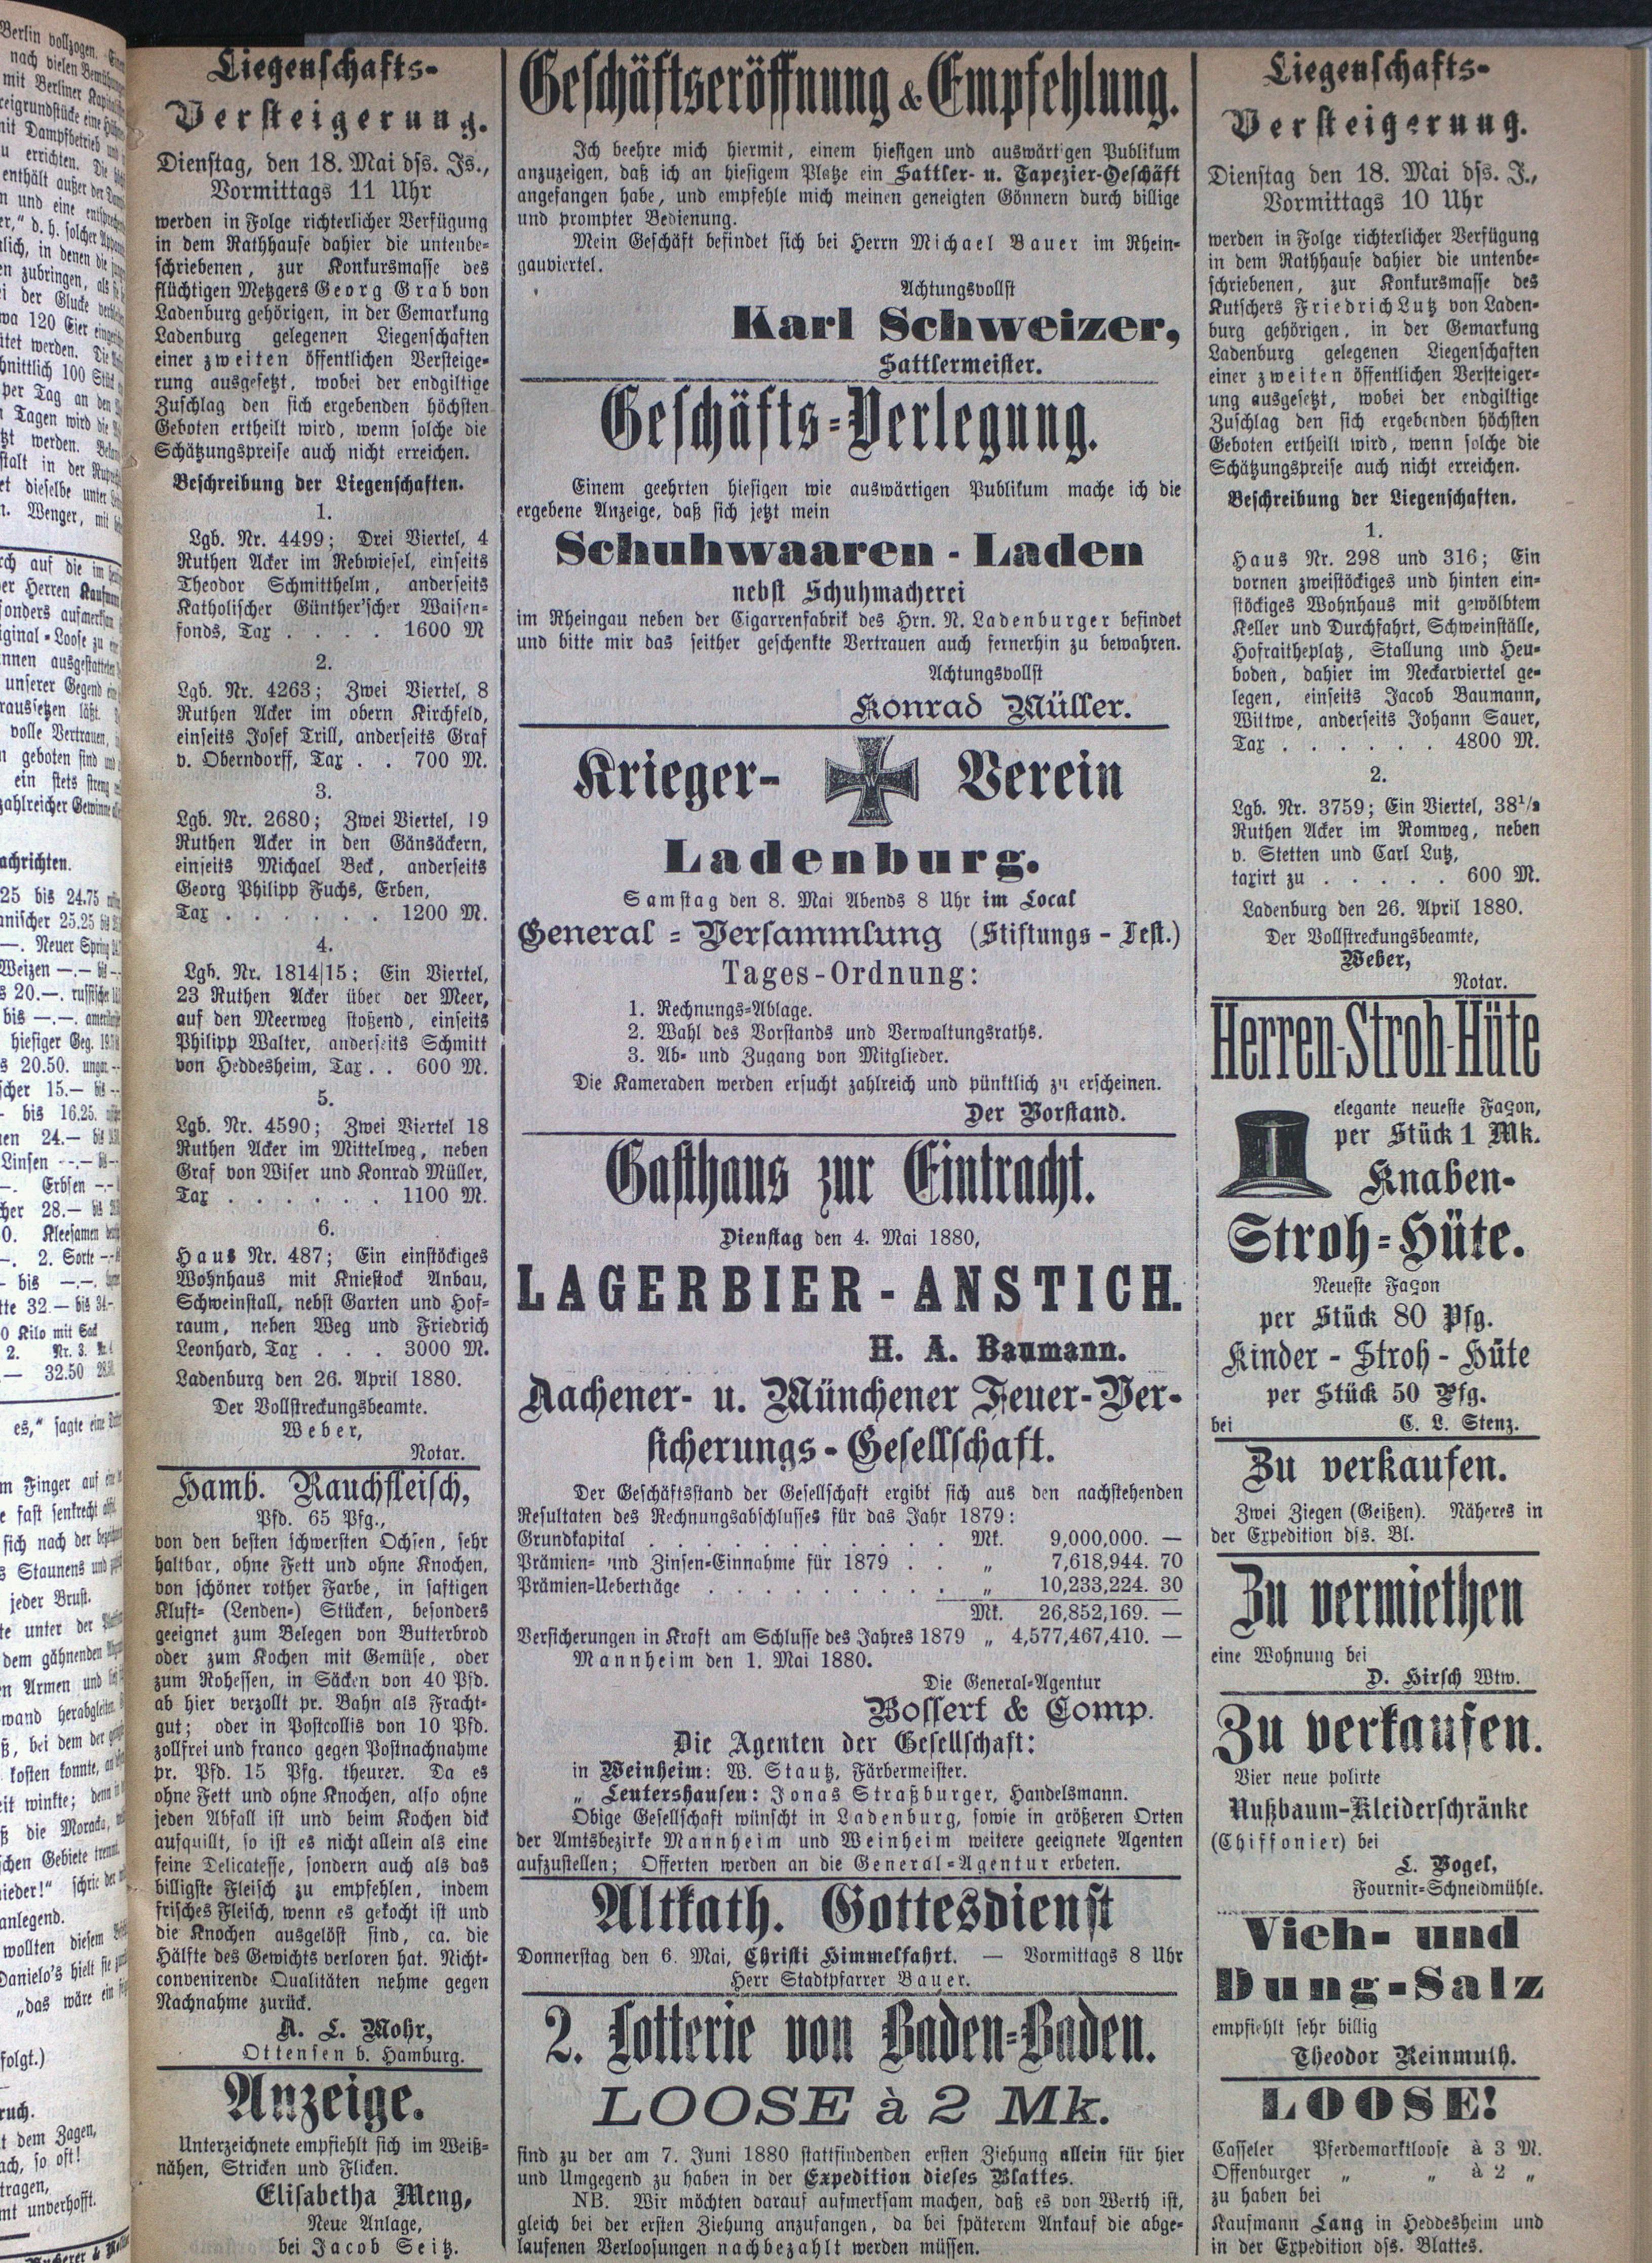 Liegenschafts-
Versteigerung.
Dienstag, den 18. Mai dss. Js.,
Vormittags 11 Uhr
werden in Folge richterlicher Verfügung
in dem Rathhause dahier die untenbe-
schriebenen, zur Konkursmasse des
flüchtigen Metzgers Georg Grab von
Ladenburg gehörigen, in der Gemarkung
Ladenburg gelegenen Liegenschaften
einer zweiten öffentlichen Versteige-
rung ausgesetzt, wobei der endgiltige
Zuschlag den sich ergebenden höchsten
Geboten ertheilt wird, wenn solche die
Schätzungspreise auch nicht erreichen.
Beschreibung der Liegenschaften.
1.
Lgb. Nr. 4499; Drei Viertel, 4
Ruthen Acker im Rebwiesel, einseits
Theodor Schmitthelm, anderseits
Katholischer Günther'scher Waisen-
fonds, Tax . . . . 1600 M
2.
Lgb. Nr. 4263; Zwei Viertel, 8
Ruthen Acker im obern Kirchfeld,
einseits Josef Trill, anderseits Graf
v. Oberndorff, Tax . . 700 M.
3.
Lgb. Nr. 2680; Zwei Viertel, 19
Ruthen Acker in den Gänsäckern,
einseits Michael Beck, anderseits
Georg Philipp Fuchs, Erben,
Tax . . . . . . 1200 M.
4.
Lgb. Nr. 1814|15; Ein Viertel,
23 Ruthen Acker über der Meer,
auf den Meerweg stoßend, einseits
Philipp Walter, anderseits Schmitt
von Heddesheim, Tax . . 600 M.
5.
Lgb. Nr. 4590; Zwei Viertel 18
Ruthen Acker im Mittelweg, neben
Graf von Wiser und Konrad Müller,
Tax . . . . . . 1100 M.
6.
Haus Nr. 487; Ein einstöckiges
Wohnhaus mit Kniestock Anbau,
Schweinstall, nebst Garten und Hof-
raum, neben Weg und Friedrich
Leonhard, Tax . . . 3000 M.
Ladenburg den 26. April 1880.
Der Vollstreckungsbeamte.
Weber,
Notar.
Hamb. Rauchfleisch,
Pfd. 65 Pfg.,
von den besten schwersten Ochsen, sehr
haltbar, ohne Fett und ohne Knochen,
von schöner rother Farbe, in saftigen
Kluft- (Lenden-) Stücken, besonders
geeignet zum Belegen von Butterbrod
oder zum Kochen mit Gemüse, oder
zum Rohessen, in Säcken von 40 Pfd.
ab hier verzollt pr. Bahn als Fracht-
gut; oder in Postcollis von 10 Pfd.
zollfrei und franco gegen Postnachnahme
pr. Pfd. 15 Pfg. theurer. Da es
ohne Fett und ohne Knochen, also ohne
jeden Abfall ist und beim Kochen dick
aufquillt, so ist es nicht allein als eine
feine Delicatesse, sondern auch als das
billigste Fleisch zu empfehlen, indem
frisches Fleisch, wenn es gekocht ist und
die Knochen ausgelöst sind, ca. die
Hälfte des Gewichts verloren hat. Nicht-
convenirende Qualitäten nehme gegen
Nachnahme zurück.
A. L. Mohr,
Ottensen b. Hamburg.
Anzeige.
Unterzeichnete empfiehlt sich im Weiß-
nähen, Stricken und Flicken.
Elisabetha Meng,
Neue Anlage,
bei Jacob Seitz.
Geschäftseröffnung & Empfehlung.
Ich beehre mich hiermit, einem hiesigen und auswärtigen Publikum
anzuzeigen, daß ich an hiesigem Platze ein Sattler- u. Tapezier-Geschäft
angefangen habe, und empfehle mich meinen geneigten Gönnern durch billige
und prompter Bedienung.
Mein Geschäft befindet sich bei Herrn Michael Bauer im Rhein-
gauviertel.
Achtungsvollst
Karl Schweizer,
Sattlermeister.
Geschäfts-Verlegung.
Einem geehrten hiesigen wie auswärtigen Publikum mache ich die
ergebene Anzeige, daß sich jetzt mein
Schuhwaaren - Laden
nebst Schuhmacherei
im Rheingau neben der Cigarrenfabrik des Hrn. N. Ladenburger befindet
und bitte mir das seither geschenkte Vertrauen auch fernerhin zu bewahren.
Achtungsvollst
Konrad Müller.
Krieger- Verein
Ladenburg.
Samstag den 8. Mai Abends 8 Uhr im Local
General-Versammlung (Stiftungs-Fest.)
Tages-Ordnung:
1. Rechnungs-Ablage.
2. Wahl des Vorstands und Verwaltungsraths.
3. Ab- und Zugang von Mitglieder.
Die Kameraden werden ersucht zahlreich und pünktlich zu erscheinen.
Der Vorstand.
Gasthaus zur Eintracht.
Dienstag den 4. Mai 1880,
LAGERBIER-ANSTICH.
H. A. Baumann.
Aachener- u. Münchener Feuer-Ver-
sicherungs-Gesellschaft.
Der Geschäftsstand der Gesellschaft ergibt sich aus den nachstehenden
Resultaten des Rechnungsabschlusses für das Jahr 1879:
Grundkapital . . . . . . . . . Mk. 9,000,000. —
Prämien- und Zinsen-Einnahme für 1879 . . „ 7,618,944. 70
Prämien-Ueberträge . . . . . . . . „ 10,233,224. 30
Mk. 26,852,169. —
Versicherungen in Kraft am Schlusse des Jahres 1879 „ 4,577,467,410. —
Mannheim den 1. Mai 1880.
Die General-Agentur
Bossert & Comp.
Die Agenten der Gesellschaft:
in Weinheim: W. Stautz, Färbermeister.
„ Leutershausen: Jonas Straßburger, Handelsmann.
Obige Gesellschaft wünscht in Ladenburg, sowie in größeren Orten
der Amtsbezirke Mannheim und Weinheim weitere geeignete Agenten
aufzustellen; Offerten werden an die General-Agentur erbeten.
Altkath. Gottesdienst
Donnerstag den 6. Mai, Christi Himmelfahrt. — Vormittags 8 Uhr
Herr Stadtpfarrer Bauer.
2. Lotterie von Baden-Baden.
LOOSE à 2 Mk.
sind zu der am 7. Juni 1880 stattfindenden ersten Ziehung allein für hier
und Umgegend zu haben in der Expedition dieses Blattes.
NB. Wir möchten darauf aufmerksam machen, daß es von Werth ist,
gleich bei der ersten Ziehung anzufangen, da bei späterem Ankauf die abge-
laufenen Verloosungen nachbezahlt werden müssen.
Liegenschafts-
Versteigerung.
Dienstag den 18. Mai dss. J.,
Vormittags 10 Uhr
werden in Folge richterlicher Verfügung
in dem Rathhause dahier die untenbe-
schriebenen, zur Konkursmasse des
Kutschers Friedrich Lutz von Laden-
burg gehörigen, in der Gemarkung
Ladenburg gelegenen Liegenschaften
einer zweiten öffentlichen Versteiger-
ung ausgesetzt, wobei der endgiltige
Zuschlag den sich ergebenden höchsten
Geboten ertheilt wird, wenn solche die
Schätzungspreise auch nicht erreichen.
Beschreibung der Liegenschaften.
1.
Haus Nr. 298 und 316; Ein
vornen zweistöckiges und hinten ein-
stöckiges Wohnhaus mit gewölbtem
Keller und Durchfahrt, Schweinställe,
Hofraitheplatz, Stallung und Heu-
boden, dahier im Neckarviertel ge-
legen, einseits Jacob Baumann,
Wittwe, anderseits Johann Sauer,
Tax . . . . . . 4800 M.
2.
Lgb. Nr. 3759; Ein Viertel, 38½
Ruthen Acker im Romweg, neben
v. Stetten und Carl Lutz,
taxirt zu . . . . . 600 M.
Ladenburg den 26. April 1880.
Der Vollstreckungsbeamte,
Weber,
Notar.
Herren-Stroh-Hüte
elegante neueste Façon,
per Stück 1 Mk.
Knaben-
Stroh-Hüte.
Neueste Façon
per Stück 80 Pfg.
Kinder-Stroh-Hüte
per Stück 50 Pfg.
bei C. L. Stenz.
Zu verkaufen.
Zwei Ziegen (Geißen). Näheres in
der Expedition dss. Bl.
Zu vermiethen
eine Wohnung bei
D. Hirsch Wtw.
Zu verkaufen.
Vier neue polirte
Nußbaum-Kleiderschränke
(Chiffonier) bei
L. Vogel,
Fournir-Schneidmühle.
Vieh- und
Dung-Salz
empfiehlt sehr billig
Theodor Reinmuth.
LOOSE!
Casseler Pferdemarktloose à 3 M.
Offenburger „ „ à 2 „
zu haben bei
Kaufmann Lang in Heddesheim und
in der Expedition dss. Blattes.